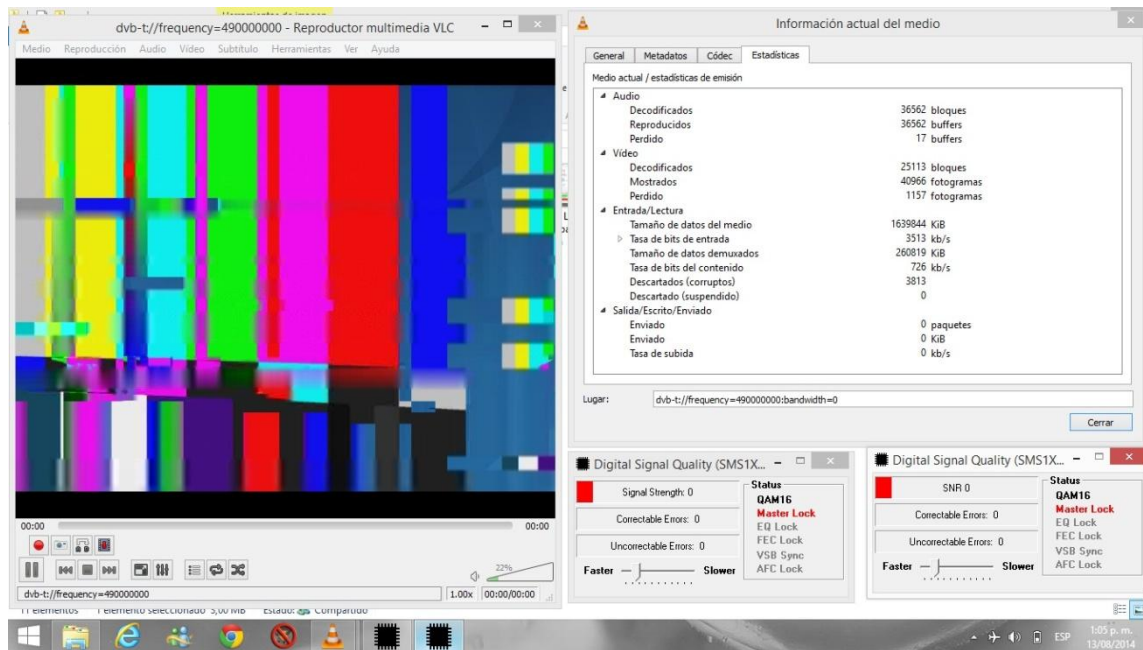 Herramientas de imagen
dvb-t://frequency=490000000 - Reproductor multimedia VLC
Medio Reproducción Audio Vídeo Subtítulo Herramientas Ver Ayuda
00:00 00:00
22%
dvb-t://frequency=490000000 1.00x 00:00/00:00
Información actual del medio
General Metadatos Códec Estadísticas
Medio actual / estadísticas de emisión
Audio
Decodificados 36562 bloques
Reproducidos 36562 buffers
Perdido 17 buffers
Vídeo
Decodificados 25113 bloques
Mostrados 40966 fotogramas
Perdido 1157 fotogramas
Entrada/Lectura
Tamaño de datos del medio 1639844 KiB
Tasa de bits de entrada 3513 kb/s
Tamaño de datos demuxados 260819 KiB
Tasa de bits del contenido 726 kb/s
Descartados (corruptos) 3813
Descartado (suspendido) 0
Salida/Escrito/Enviado
Enviado 0 paquetes
Enviado 0 KiB
Tasa de subida 0 kb/s
Lugar: dvb-t://frequency=490000000:bandwidth=0
Cerrar
Digital Signal Quality (SMS1X...
Signal Strength: 0
Correctable Errors: 0
Uncorrectable Errors: 0
Faster Slower
Status
QAM16
Master Lock
EQ Lock
FEC Lock
VSB Sync
AFC Lock
Digital Signal Quality (SMS1X...
SNR 0
Correctable Errors: 0
Uncorrectable Errors: 0
Faster Slower
Status
QAM16
Master Lock
EQ Lock
FEC Lock
VSB Sync
AFC Lock
11 elementos 1 elemento seleccionado 3,00 MB Estado: Compartido
ESP
1:05 p. m.
13/08/2014